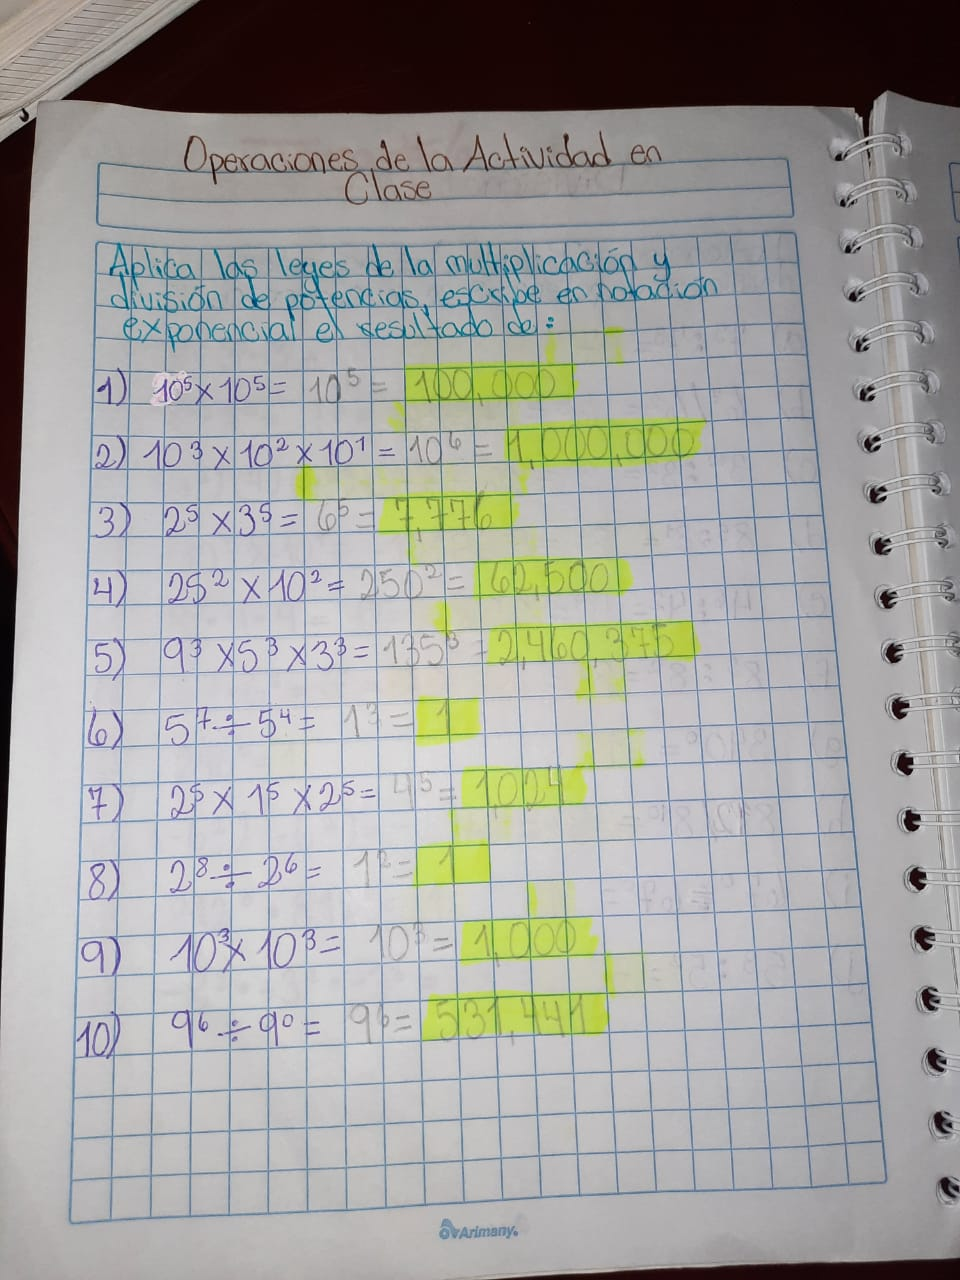 Operaciones de la Actividad en
Clase
Aplica las leyes de la multiplicación y
división de potencias, escribe en notación
exponencial el resultado de:
1) 10⁵ x 10⁵ = 10⁵ = 100,000
2) 10³ x 10² x 10¹ = 10⁶ = 1,000,000
3) 2⁵ x 3⁵ = 6⁵ = 7,776
4) 25² x 10² = 250² = 62,500
5) 9³ x 5³ x 3³ = 135³ = 2,460,375
6) 5⁷ ÷ 5⁴ = 1³ = 1
7) 2⁵ x 1⁵ x 2⁵ = 4⁵ = 1,024
8) 2⁸ ÷ 2⁶ = 1² = 1
9) 10³ x 10³ = 10³ = 1,000
10) 9⁶ ÷ 9⁰ = 9⁶ = 531,441
Arimany.